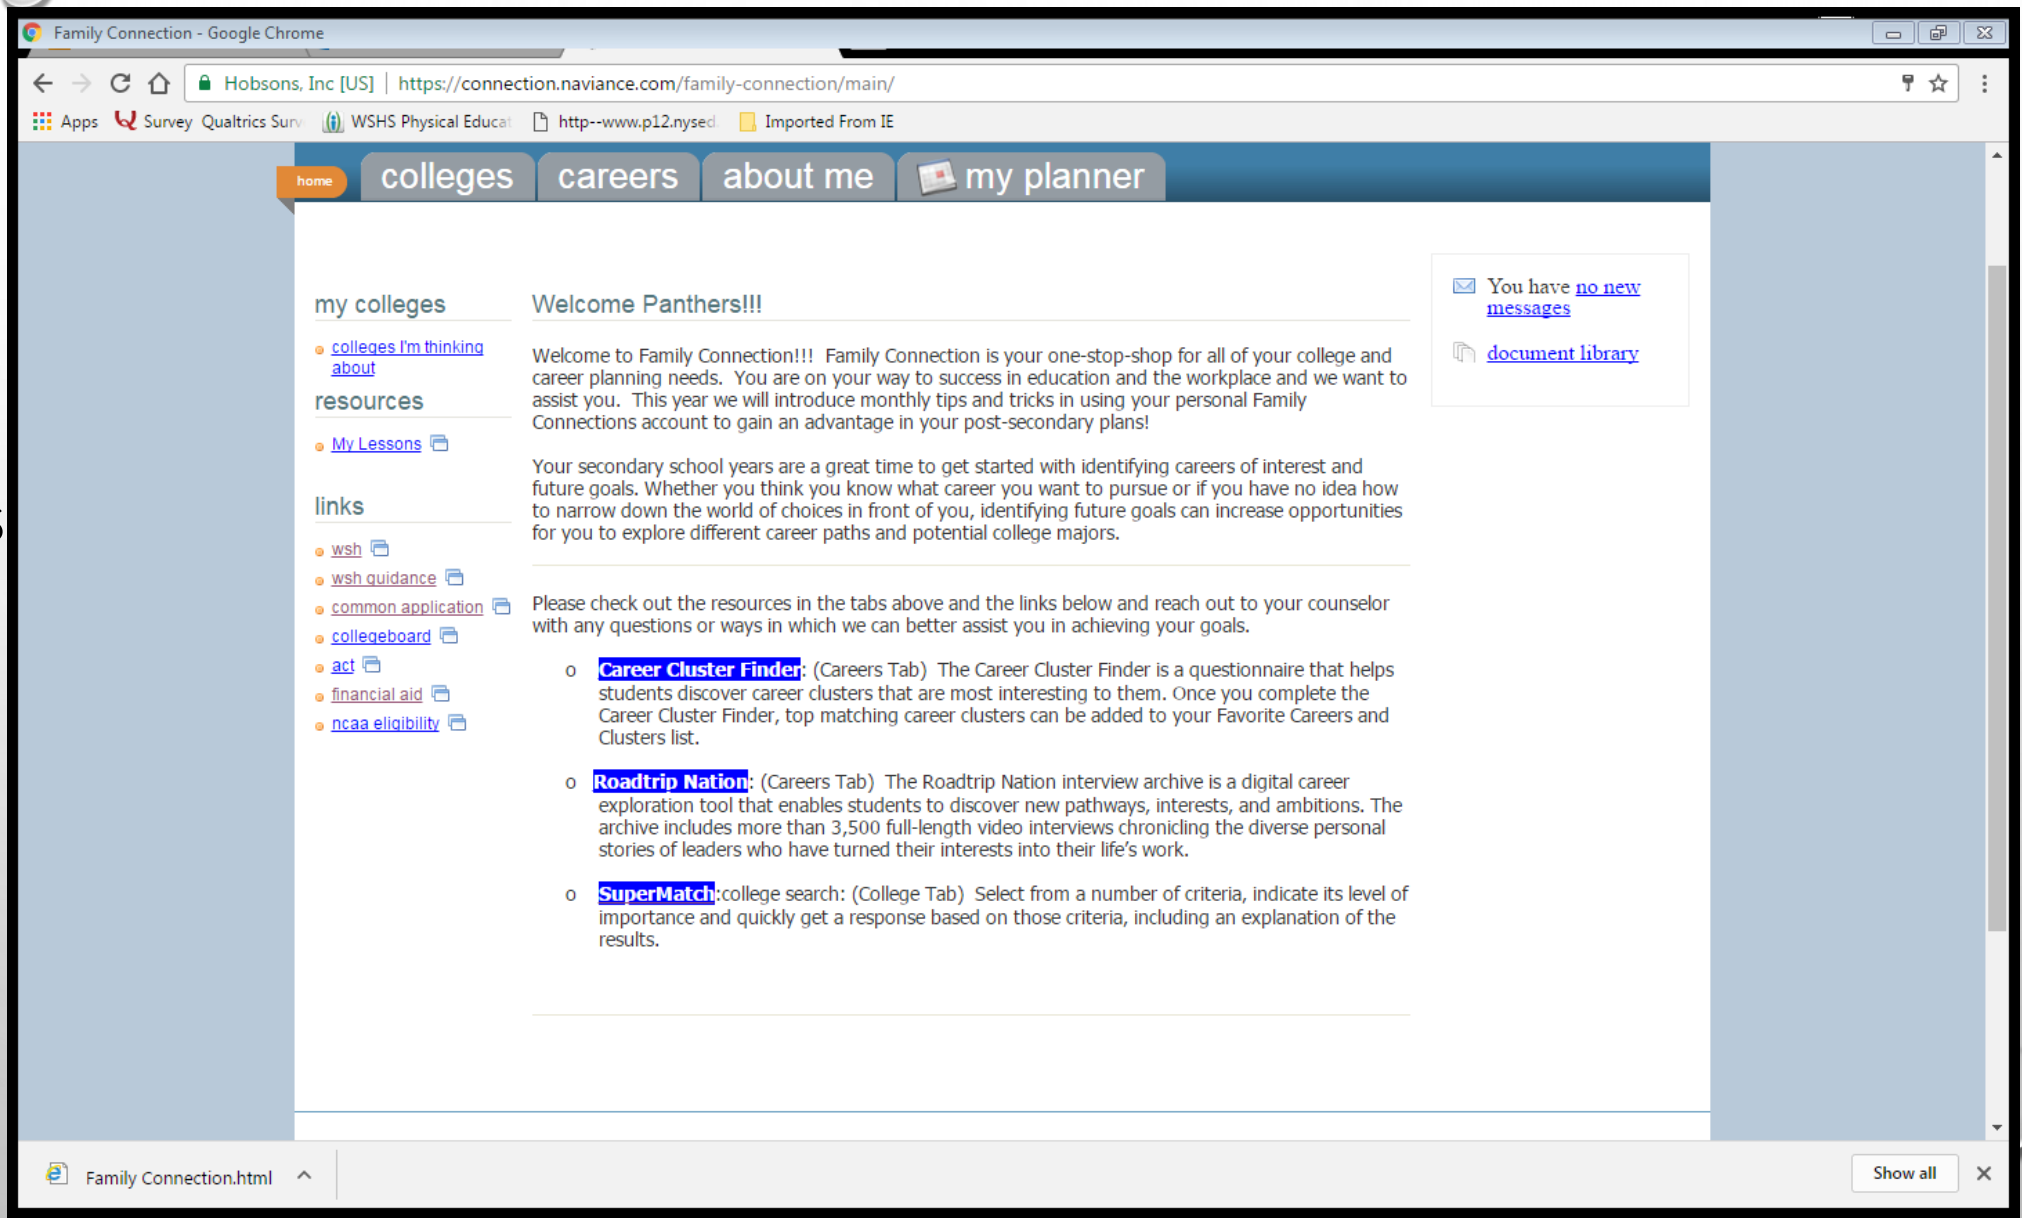 Family Connection - Google Chrome
Hobsons, Inc [US] | https://connection.naviance.com/family-connection/main/
Apps Survey Qualtrics Surv WSHS Physical Educat http--www.p12.nysed. Imported From IE
home colleges careers about me my planner
my colleges
colleges I'm thinking
about
resources
My Lessons
links
wsh
wsh guidance
common application
collegeboard
act
financial aid
ncaa eligibility
Welcome Panthers!!!
Welcome to Family Connection!!!  Family Connection is your one-stop-shop for all of your college and
career planning needs.  You are on your way to success in education and the workplace and we want to
assist you.  This year we will introduce monthly tips and tricks in using your personal Family
Connections account to gain an advantage in your post-secondary plans!
Your secondary school years are a great time to get started with identifying careers of interest and
future goals. Whether you think you know what career you want to pursue or if you have no idea how
to narrow down the world of choices in front of you, identifying future goals can increase opportunities
for you to explore different career paths and potential college majors.
Please check out the resources in the tabs above and the links below and reach out to your counselor
with any questions or ways in which we can better assist you in achieving your goals.
o Career Cluster Finder: (Careers Tab)  The Career Cluster Finder is a questionnaire that helps
students discover career clusters that are most interesting to them. Once you complete the
Career Cluster Finder, top matching career clusters can be added to your Favorite Careers and
Clusters list.
o Roadtrip Nation: (Careers Tab)  The Roadtrip Nation interview archive is a digital career
exploration tool that enables students to discover new pathways, interests, and ambitions. The
archive includes more than 3,500 full-length video interviews chronicling the diverse personal
stories of leaders who have turned their interests into their life's work.
o SuperMatch:college search: (College Tab)  Select from a number of criteria, indicate its level of
importance and quickly get a response based on those criteria, including an explanation of the
results.
You have no new
messages
document library
Family Connection.html
Show all